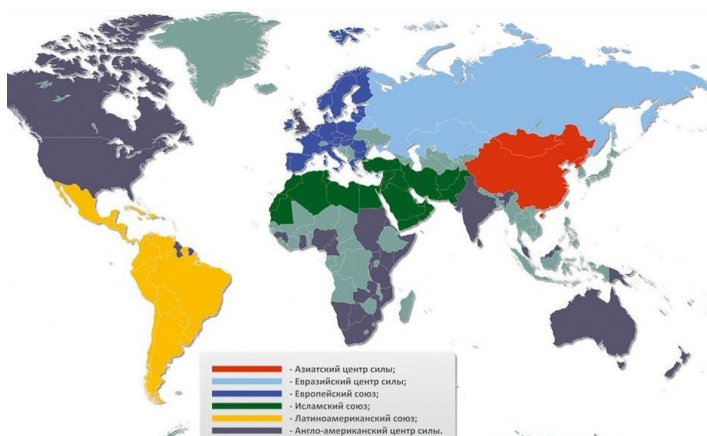 - Азиатский центр силы;
- Евразийский центр силы;
- Европейский союз;
- Исламский союз;
- Латиноамериканский союз;
- Англо-американский центр силы.